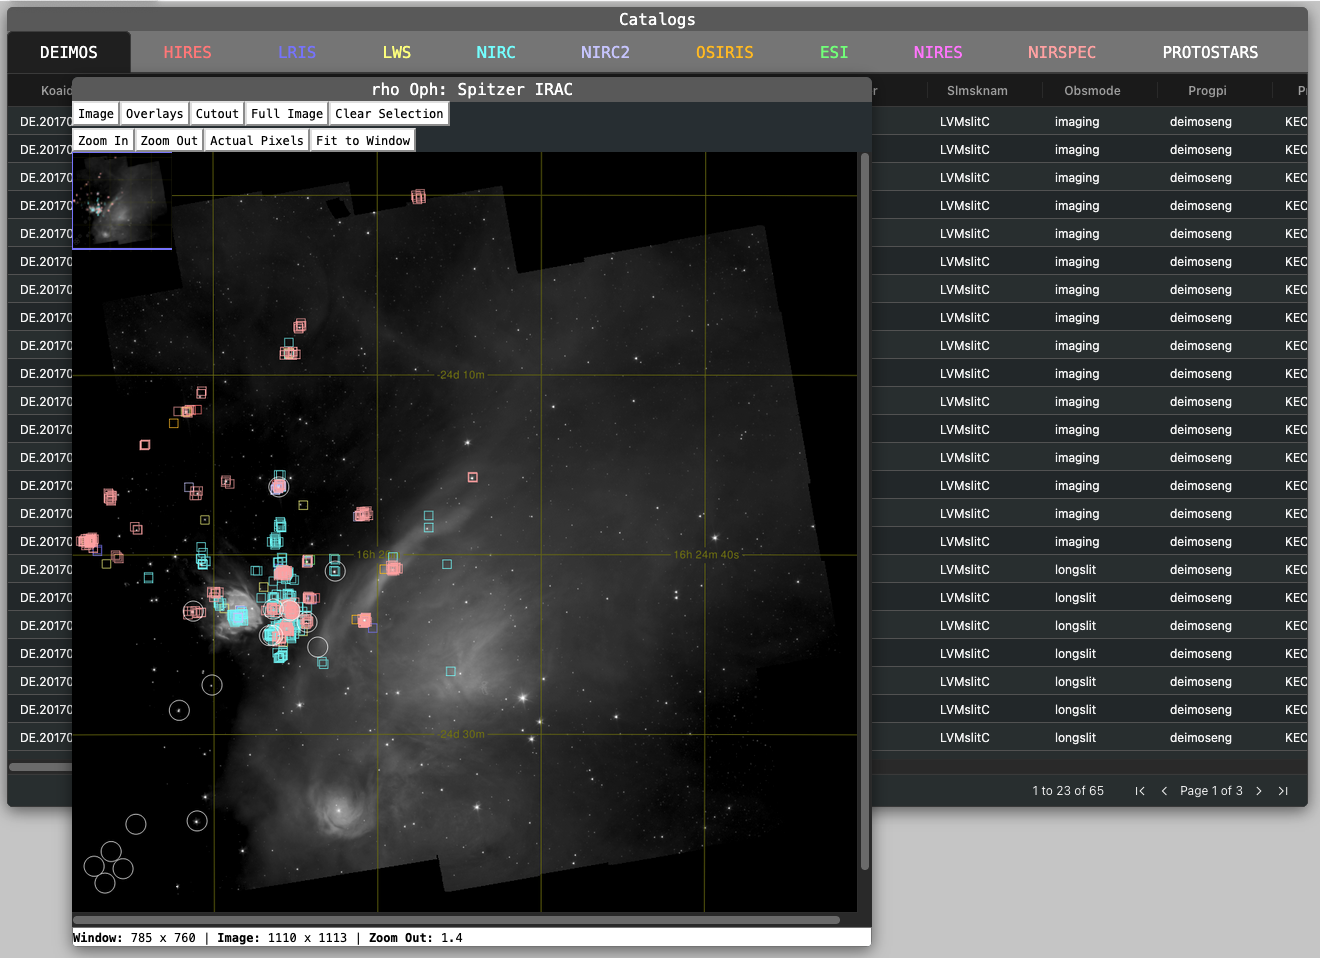 Catalogs
DEIMOS HIRES LRIS LWS NIRC NIRC2 OSIRIS ESI NIRES NIRSPEC PROTOSTARS
rho Oph: Spitzer IRAC
Koaid r Slmsknam Obsmode Progpi
Image Overlays Cutout Full Image Clear Selection
Zoom In Zoom Out Actual Pixels Fit to Window
DE.20170 LVMslitC imaging deimoseng KEC
DE.20170 LVMslitC imaging deimoseng KEC
DE.20170 LVMslitC imaging deimoseng KEC
DE.20170 LVMslitC imaging deimoseng KEC
DE.20170 LVMslitC imaging deimoseng KEC
DE.20170 LVMslitC imaging deimoseng KEC
DE.20170 LVMslitC imaging deimoseng KEC
DE.20170 LVMslitC imaging deimoseng KEC
DE.20170 LVMslitC imaging deimoseng KEC
DE.20170 LVMslitC imaging deimoseng KEC
24d 10m
DE.20170 LVMslitC imaging deimoseng KEC
DE.20170 LVMslitC imaging deimoseng KEC
DE.20170 LVMslitC imaging deimoseng KEC
DE.20170 LVMslitC imaging deimoseng KEC
DE.20170 LVMslitC imaging deimoseng KEC
DE.20170 LVMslitC imaging deimoseng KEC
16h 2 16h 24m 40s
DE.20170 LVMslitC longslit deimoseng KEC
DE.20170 LVMslitC longslit deimoseng KEC
DE.20170 LVMslitC longslit deimoseng KEC
DE.20170 LVMslitC longslit deimoseng KEC
DE.20170 LVMslitC longslit deimoseng KEC
DE.20170 LVMslitC longslit deimoseng KEC
DE.20170 LVMslitC longslit deimoseng KEC
24d 30m
1 to 23 of 65 Page 1 of 3
Window: 785 x 760 | Image: 1110 x 1113 | Zoom Out: 1.4